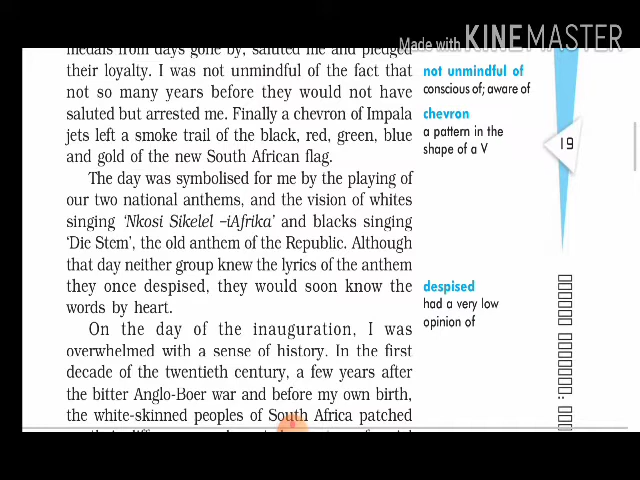 Made with KINEMASTER
medals from days gone by, saluted me and pledged
their loyalty. I was not unmindful of the fact that
not so many years before they would not have
saluted but arrested me. Finally a chevron of Impala
jets left a smoke trail of the black, red, green, blue
and gold of the new South African flag.
The day was symbolised for me by the playing of
our two national anthems, and the vision of whites
singing ‘Nkosi Sikelel –iAfrika’ and blacks singing
‘Die Stem’, the old anthem of the Republic. Although
that day neither group knew the lyrics of the anthem
they once despised, they would soon know the
words by heart.
On the day of the inauguration, I was
overwhelmed with a sense of history. In the first
decade of the twentieth century, a few years after
the bitter Anglo-Boer war and before my own birth,
the white-skinned peoples of South Africa patched
not unmindful of
conscious of; aware of
chevron
a pattern in the
shape of a V
despised
had a very low
opinion of
19